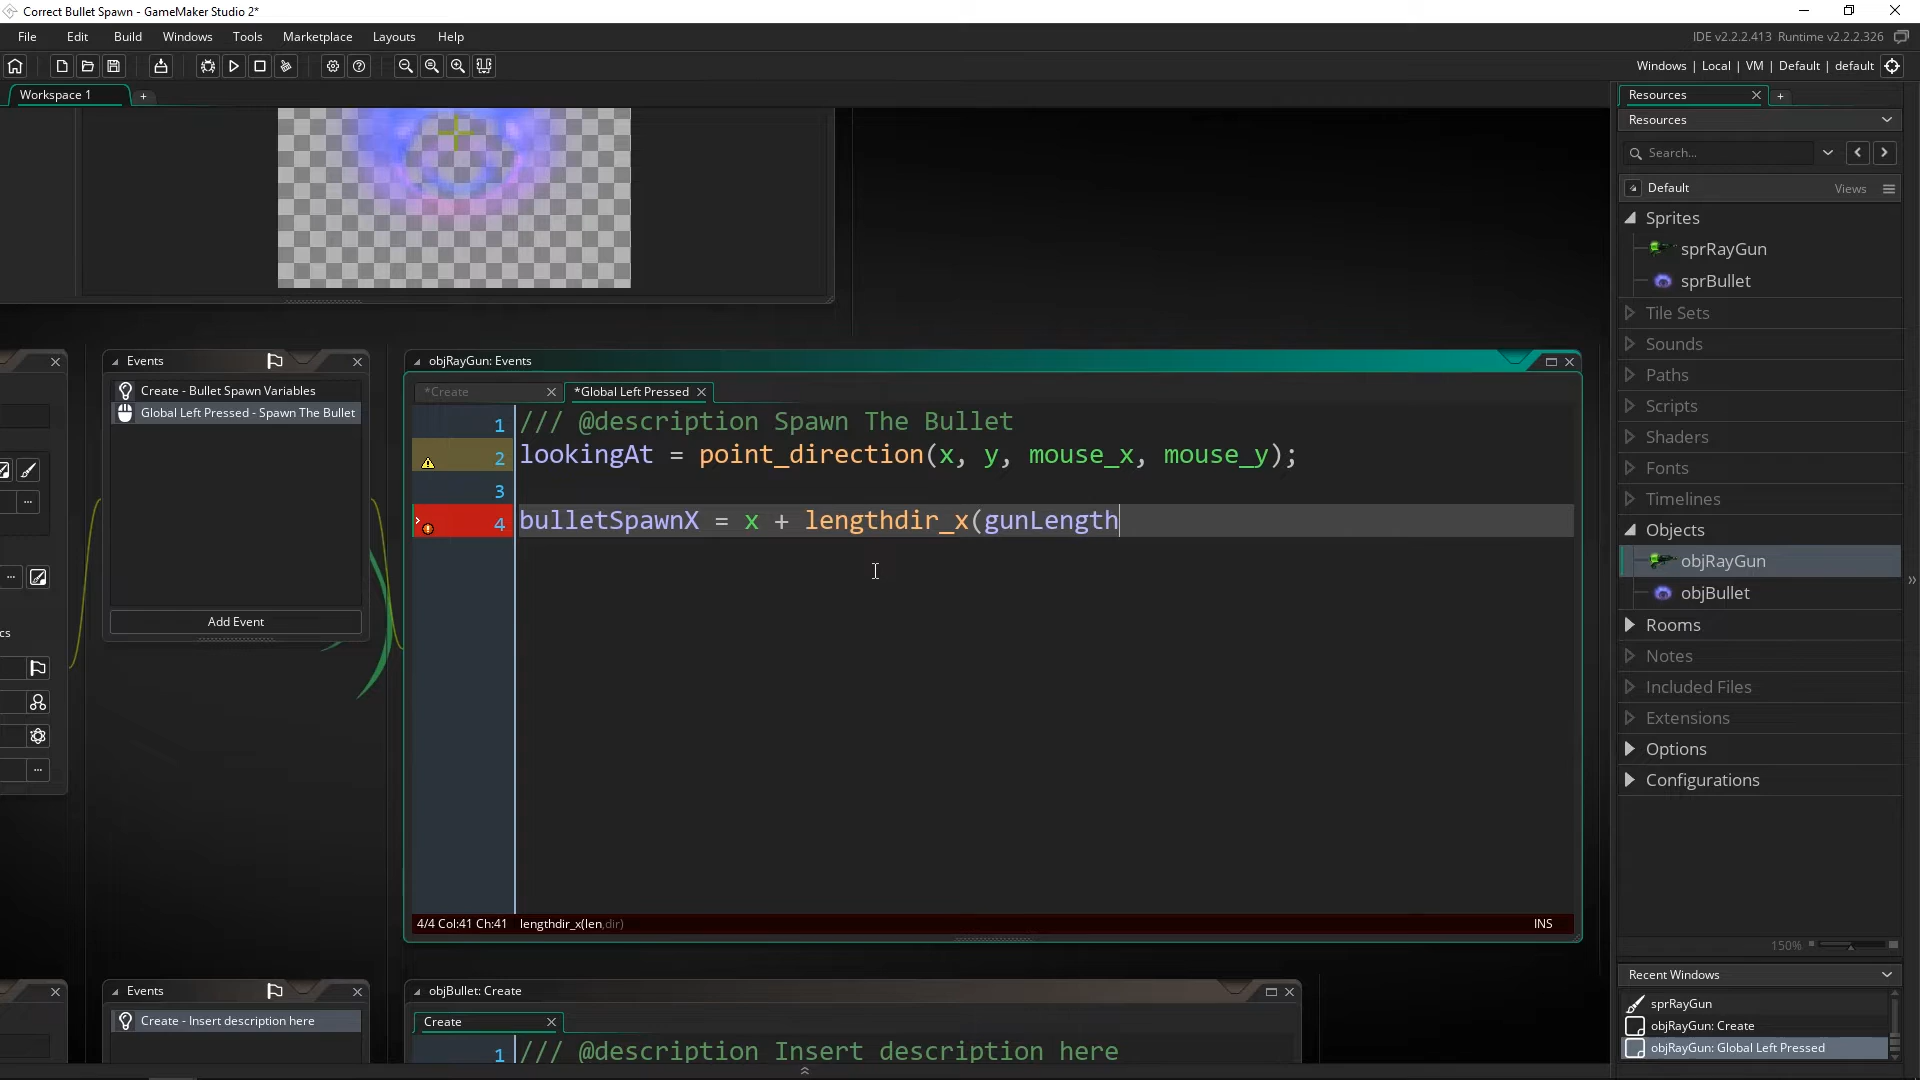 Correct Bullet Spawn - GameMaker Studio 2*
File Edit Build Windows Tools Marketplace Layouts Help
IDE v2.2.2.413 Runtime v2.2.2.326
Windows | Local | VM | Default | default
Workspace 1
Resources
Resources
Search...
Default
Views
Sprites
sprRayGun
sprBullet
Tile Sets
Sounds
Paths
Scripts
Shaders
Fonts
Timelines
Objects
objRayGun
objBullet
Rooms
Notes
Included Files
Extensions
Options
Configurations
150%
Recent Windows
sprRayGun
objRayGun: Create
objRayGun: Global Left Pressed
Events
Create - Bullet Spawn Variables
Global Left Pressed - Spawn The Bullet
Add Event
cs
objRayGun: Events
*Create
*Global Left Pressed
1 /// @description Spawn The Bullet
2 lookingAt = point_direction(x, y, mouse_x, mouse_y);
3
4 bulletSpawnX = x + lengthdir_x(gunLength
4/4 Col:41 Ch:41 lengthdir_x(len,dir)
INS
Events
Create - Insert description here
objBullet: Create
Create
1 /// @description Insert description here